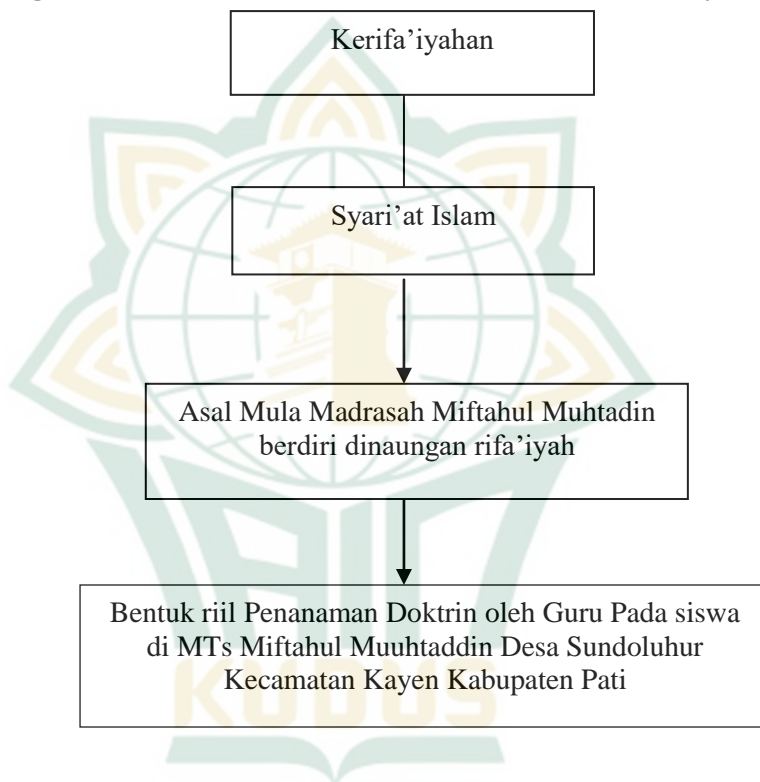 Kerifa'iyahan
Syari'at Islam
Asal Mula Madrasah Miftahul Muhtadin
berdiri dinaungan rifa'iyah
Bentuk riil Penanaman Doktrin oleh Guru Pada siswa
di MTs Miftahul Muuhtaddin Desa Sundoluhur
Kecamatan Kayen Kabupaten Pati
KUDUS